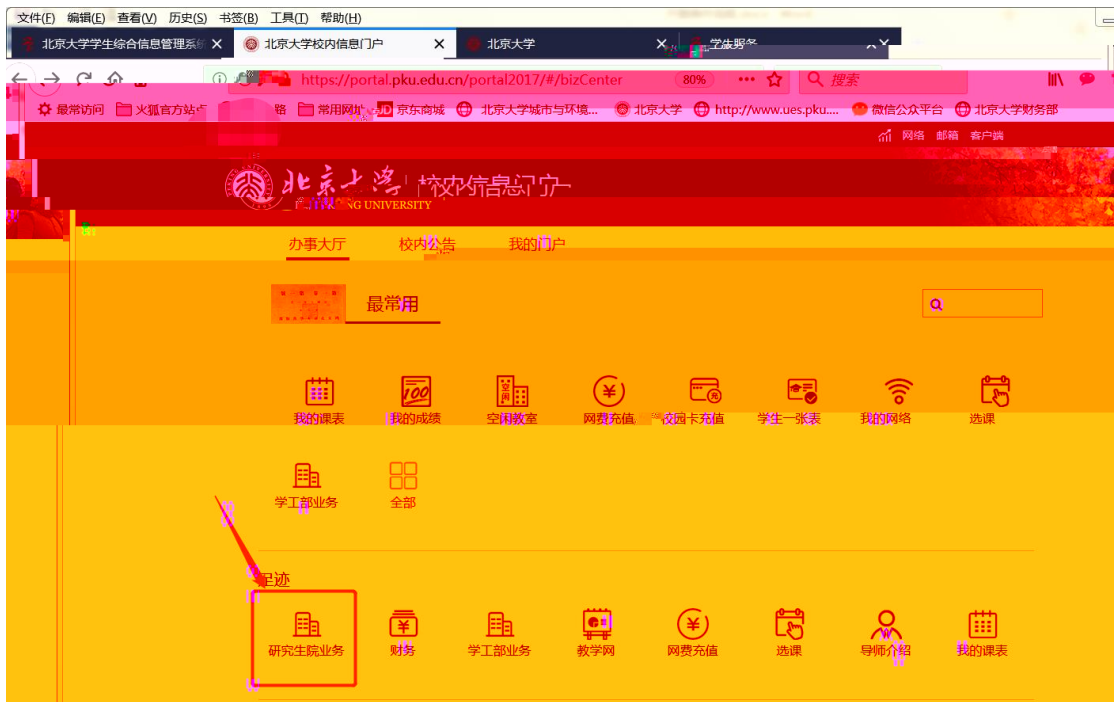 文件(F) 编辑(E) 查看(V) 历史(S) 书签(B) 工具(T) 帮助(H)
北京大学学生综合信息管理系统 北京大学校内信息门户 北京大学 学生服务
https://portal.pku.edu.cn/portal2017/#/bizCenter 80% 搜索
最常访问 火狐官方站点 常用网址 JD 京东商城 北京大学城市与环境... 北京大学 http://www.ues.pku.... 微信公众平台 北京大学财务部
网络 邮箱 客户端
北京大学 校内信息门户
UNIVERSITY
办事大厅 校内公告 我的门户
最常用
我的课表 我的成绩 空闲教室 网费充值 校园卡充值 学生一张表 我的网络 选课
学工部业务 全部
足迹
研究生院业务 财务 学工部业务 教学网 网费充值 选课 导师介绍 我的课表